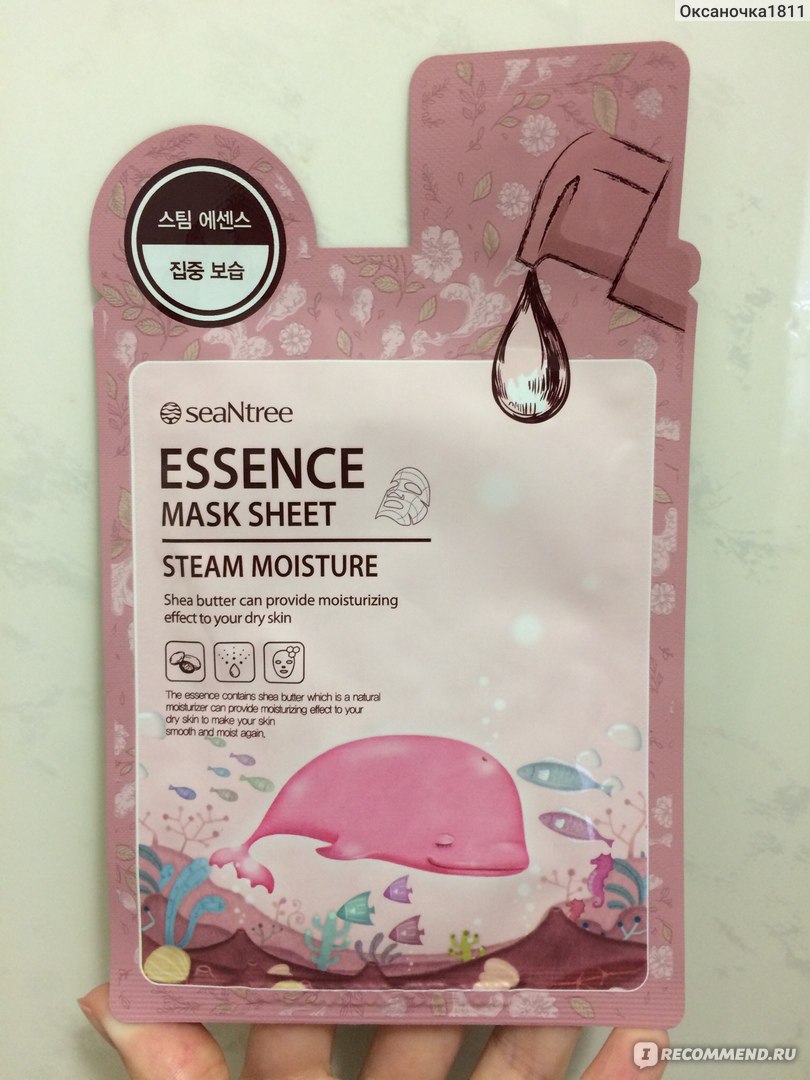 Оксаночка1811
스팀 에센스
집중 보습
seaNtree
ESSENCE
MASK SHEET
STEAM MOISTURE
Shea butter can provide moisturizing
effect to your dry skin
The essence contains shea butter which is a natural
moisturizer can provide moisturizing effect to your
dry skin to make your skin
smooth and moist again.
IRECOMMEND.RU